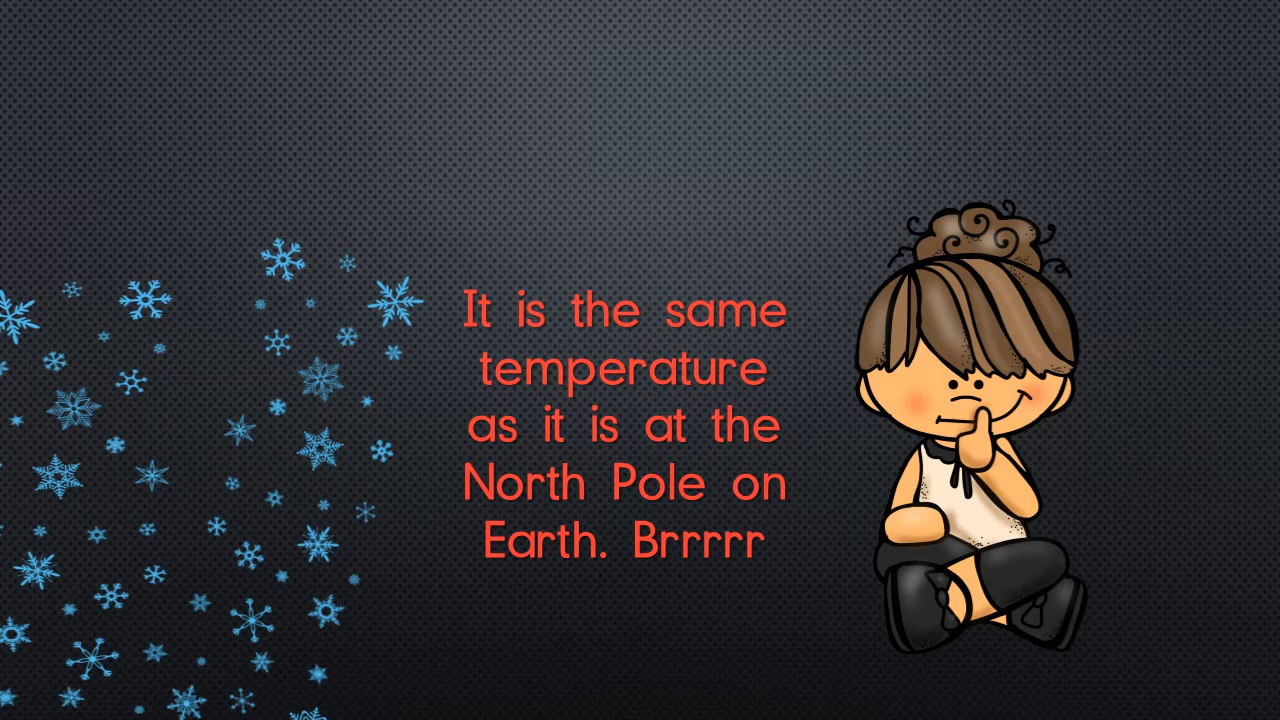 It is the same
temperature
as it is at the
North Pole on
Earth. Brrrrr